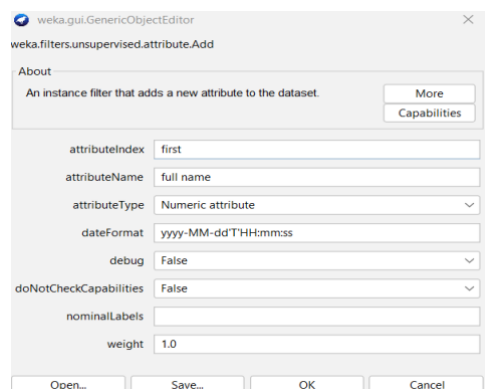 weka.gui.GenericObjectEditor
weka.filters.unsupervised.attribute.Add
About
An instance filter that adds a new attribute to the dataset.
More
Capabilities
attributeIndex first
attributeName full name
attributeType Numeric attribute
dateFormat yyyy-MM-dd'T'HH:mm:ss
debug False
doNotCheckCapabilities False
nominalLabels
weight 1.0
Open... Save... OK Cancel